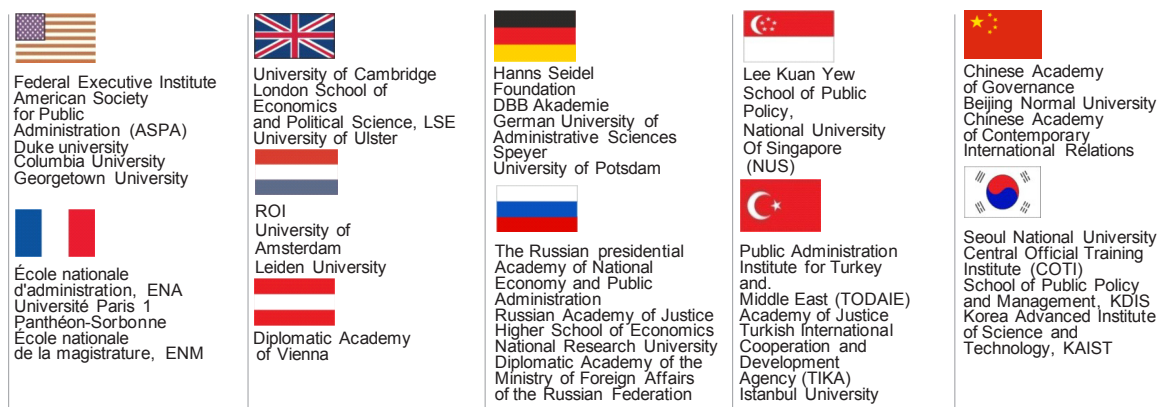 Federal Executive Institute
American Society
for Public
Administration (ASPA)
Duke university
Columbia University
Georgetown University
École nationale
d'administration, ENA
Université Paris 1
Panthéon-Sorbonne
École nationale
de la magistrature, ENM
University of Cambridge
London School of
Economics
and Political Science, LSE
University of Ulster
ROI
University of
Amsterdam
Leiden University
Diplomatic Academy
of Vienna
Hanns Seidel
Foundation
DBB Akademie
German University of
Administrative Sciences
Speyer
University of Potsdam
The Russian presidential
Academy of National
Economy and Public
Administration
Russian Academy of Justice
Higher School of Economics
National Research University
Diplomatic Academy of the
Ministry of Foreign Affairs
of the Russian Federation
Lee Kuan Yew
School of Public
Policy,
National University
Of Singapore
(NUS)
Public Administration
Institute for Turkey
and.
Middle East (TODAIE)
Academy of Justice
Turkish International
Cooperation and
Development
Agency (TIKA)
Istanbul University
Chinese Academy
of Governance
Beijing Normal University
Chinese Academy
of Contemporary
International Relations
Seoul National University
Central Official Training
Institute (COTI)
School of Public Policy
and Management, KDIS
Korea Advanced Institute
of Science and
Technology, KAIST